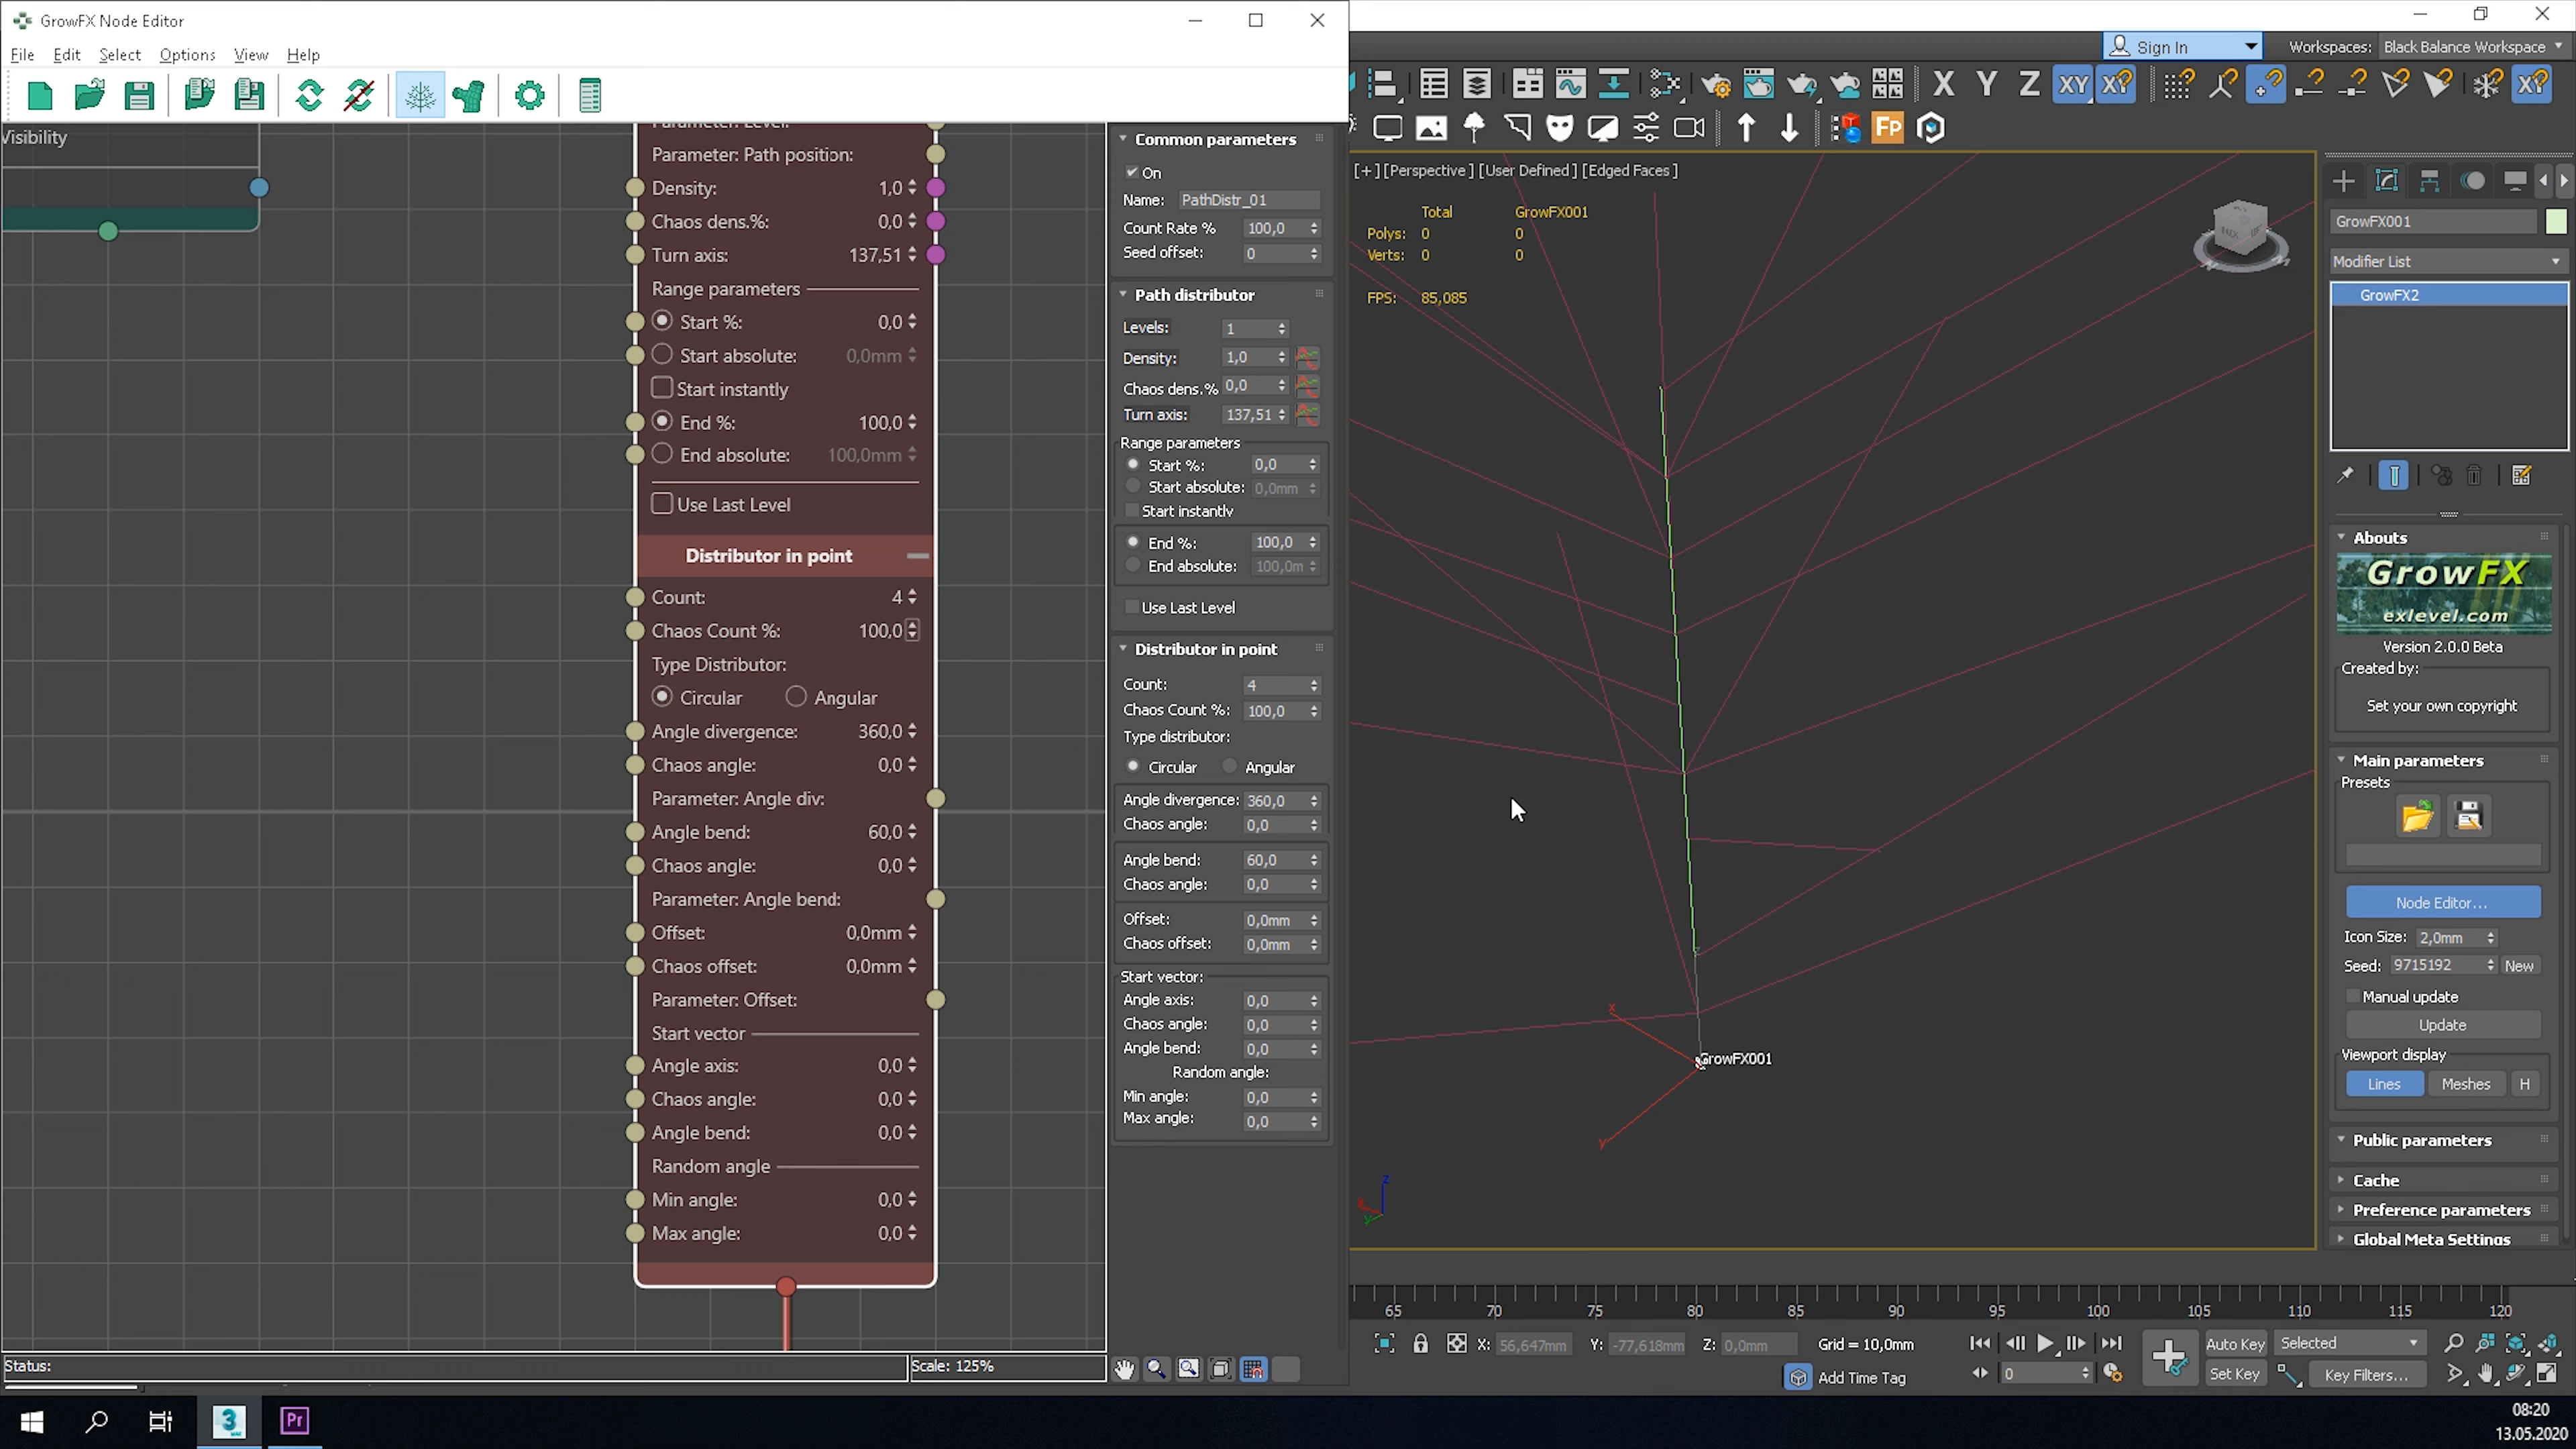 GrowFX Node Editor
File Edit Select Options View Help
Visibility
Parameter: Level:
Parameter: Path position:
Density: 1,0
Chaos dens.%: 0,0
Turn axis: 137,51
Range parameters
Start %: 0,0
Start absolute: 0,0mm
Start instantly
End %: 100,0
End absolute: 100,0mm
Use Last Level
Distributor in point
Count: 4
Chaos Count %: 100,0
Type Distributor:
Circular Angular
Angle divergence: 360,0
Chaos angle: 0,0
Parameter: Angle div:
Angle bend: 60,0
Chaos angle: 0,0
Parameter: Angle bend:
Offset: 0,0mm
Chaos offset: 0,0mm
Parameter: Offset:
Start vector
Angle axis: 0,0
Chaos angle: 0,0
Angle bend: 0,0
Random angle
Min angle: 0,0
Max angle: 0,0
Status:
Scale: 125%
Common parameters
On
Name: PathDistr_01
Count Rate % 100,0
Seed offset: 0
Path distributor
Levels: 1
Density: 1,0
Chaos dens.% 0,0
Turn axis: 137,51
Range parameters
Start %: 0,0
Start absolute: 0,0mm
Start instantly
End %: 100,0
End absolute: 100,0m
Use Last Level
Distributor in point
Count: 4
Chaos Count %: 100,0
Type distributor:
Circular Angular
Angle divergence: 360,0
Chaos angle: 0,0
Angle bend: 60,0
Chaos angle: 0,0
Offset: 0,0mm
Chaos offset: 0,0mm
Start vector:
Angle axis: 0,0
Chaos angle: 0,0
Angle bend: 0,0
Random angle:
Min angle: 0,0
Max angle: 0,0
Sign In Workspaces: Black Balance Workspace
X Y Z XY XY
Fp
[+] [Perspective ] [User Defined ] [Edged Faces ]
Total GrowFX001
Polys: 0 0
Verts: 0 0
FPS: 85,085
x
GrowFX001
y
z
x
y
GrowFX001
Modifier List
GrowFX2
Abouts
GrowFX
exlevel.com
Version 2.0.0 Beta
Created by:
Set your own copyright
Main parameters
Presets
Node Editor...
Icon Size: 2,0mm
Seed: 9715192 New
Manual update
Update
Viewport display
Lines Meshes H
Public parameters
Cache
Preference parameters
Global Meta Settings
65 70 75 80 85 90 95 100 105 110 115 120
X: 56,647mm Y: -77,618mm Z: 0,0mm Grid = 10,0mm
Auto Key Selected
Add Time Tag
0
Set Key Key Filters...
3
Pr
08:20
13.05.2020